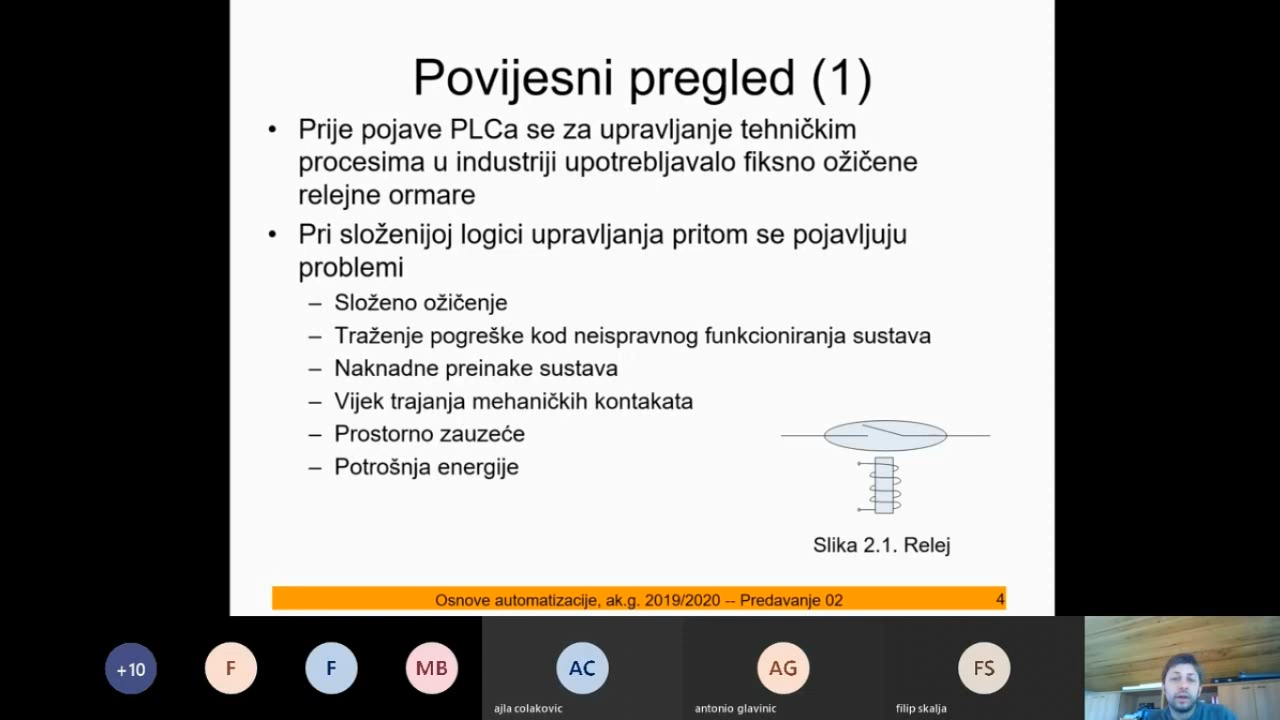 Povijesni pregled (1)
• Prije pojave PLCa se za upravljanje tehničkim
procesima u industriji upotrebljavalo fiksno ožičene
relejne ormare
• Pri složenijoj logici upravljanja pritom se pojavljuju
problemi
– Složeno ožičenje
– Traženje pogreške kod neispravnog funkcioniranja sustava
– Naknadne preinake sustava
– Vijek trajanja mehaničkih kontakata
– Prostorno zauzeće
– Potrošnja energije
Slika 2.1. Relej
Osnove automatizacije, ak.g. 2019/2020 -- Predavanje 02 4
+10 F F MB AC AG FS
ajla colakovic antonio glavinic filip skalja